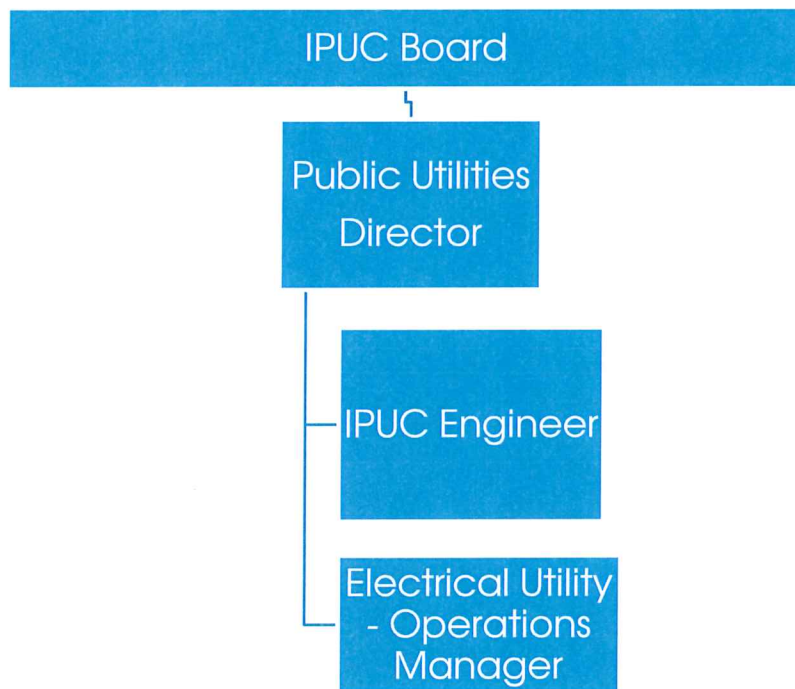 IPUC Board
Public Utilities
Director
IPUC Engineer
Electrical Utility
- Operations
Manager